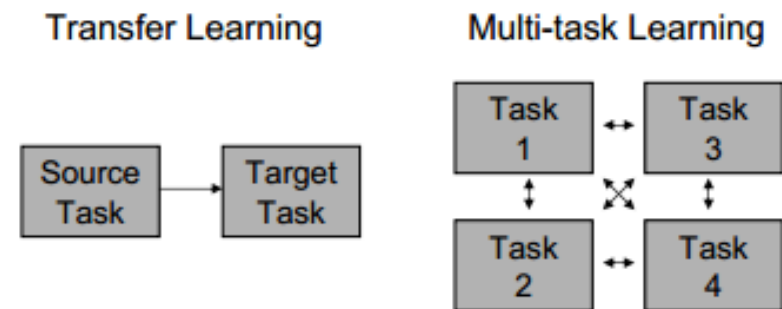 Transfer Learning
Multi-task Learning
Source
Task
Target
Task
Task
1
Task
3
Task
2
Task
4